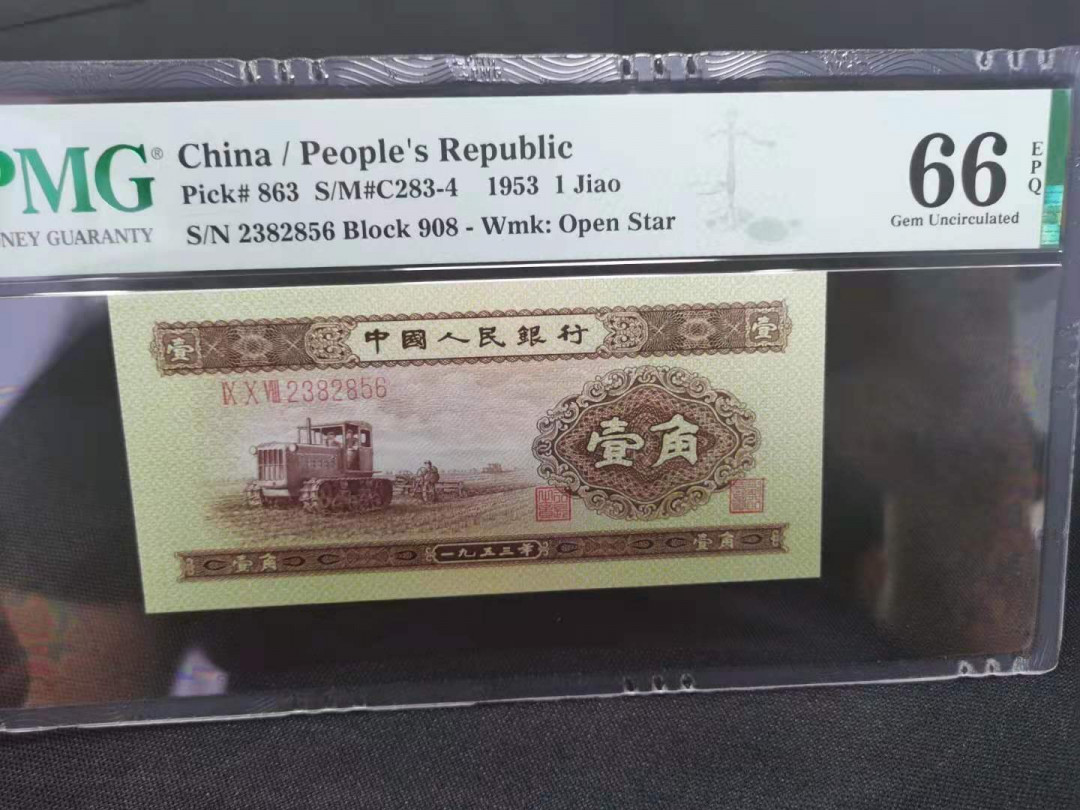 PMG®
NEY GUARANTY
China / People's Republic
Pick# 863 S/M#C283-4 1953 1 Jiao
S/N 2382856 Block 908 - Wmk: Open Star
66
EPQ
Gem Uncirculated
壹
中國人民銀行
壹
Ⅸ Ⅹ Ⅷ 2382856
壹角
壹角
一九五三年
壹角